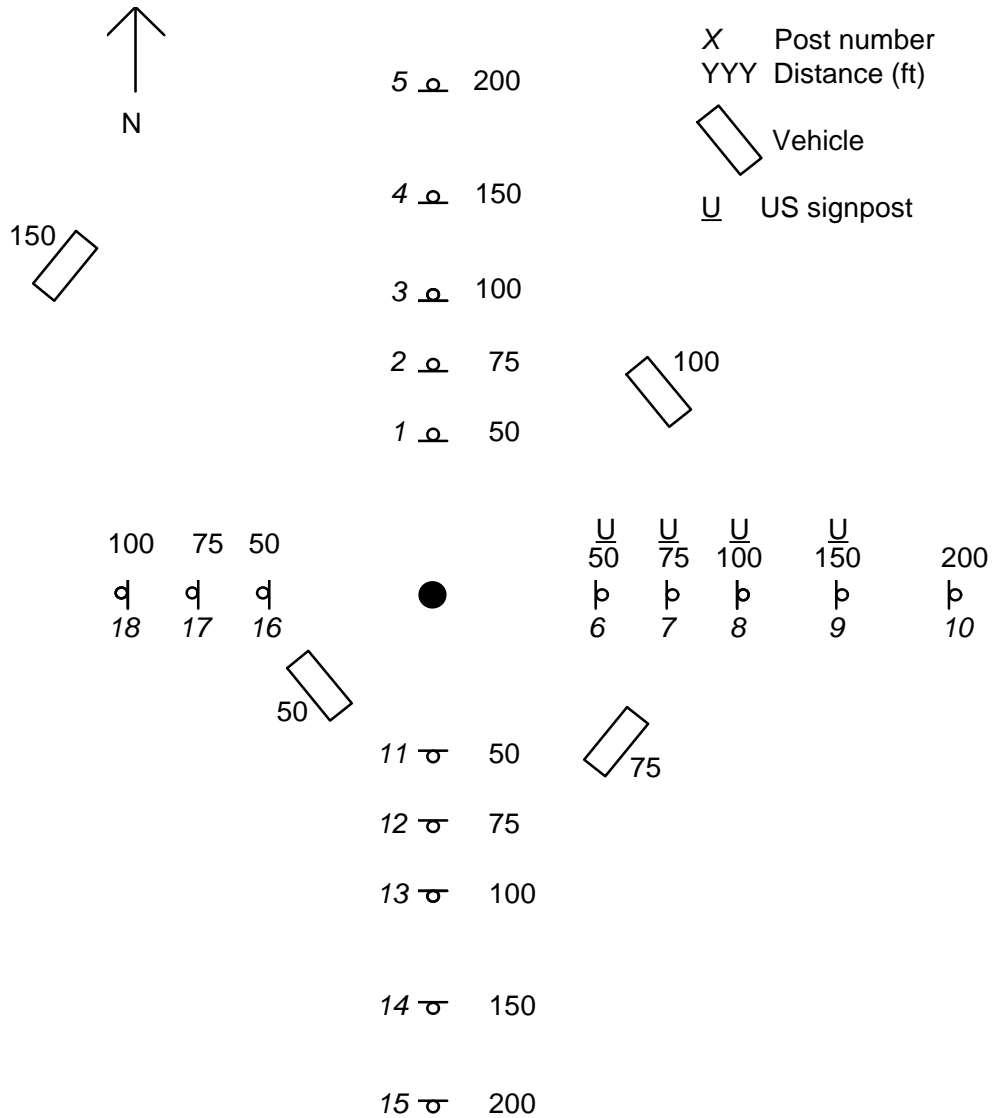 X Post number
YYY Distance (ft)
Vehicle
U US signpost
N
5 200
4 150
150
3 100
2 75
100
1 50
U U U U
100 75 50
50 75 100 150 200
18 17 16
6 7 8 9 10
50
11 50
75
12 75
13 100
14 150
15 200